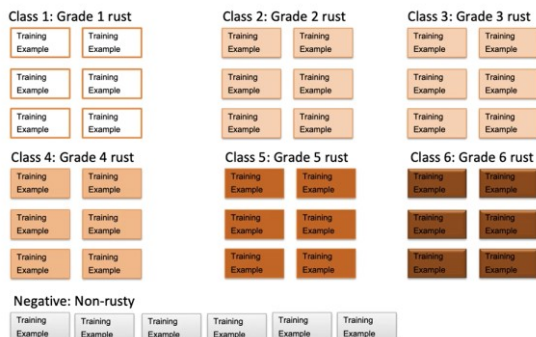 Class 1: Grade 1 rust Class 2: Grade 2 rust Class 3: Grade 3 rust
Training Training Training Training Training Training
Example Example Example Example Example Example
Training Training Training Training Training Training
Example Example Example Example Example Example
Training Training Training Training Training Training
Example Example Example Example Example Example
Class 4: Grade 4 rust Class 5: Grade 5 rust Class 6: Grade 6 rust
Training Training Training Training Training Training
Example Example Example Example Example Example
Training Training Training Training Training Training
Example Example Example Example Example Example
Training Training Training Training Training Training
Example Example Example Example Example Example
Negative: Non-rusty
Training Training Training Training Training Training
Example Example Example Example Example Example